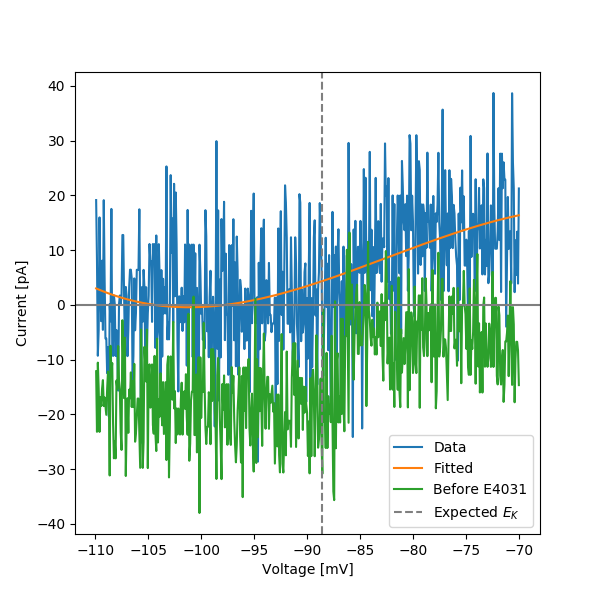 40
30
20
10
0
−10
−20
−30
−40
Current [pA]
Data
Fitted
Before E4031
Expected $E_K$
−110 −105 −100 −95 −90 −85 −80 −75 −70
Voltage [mV]